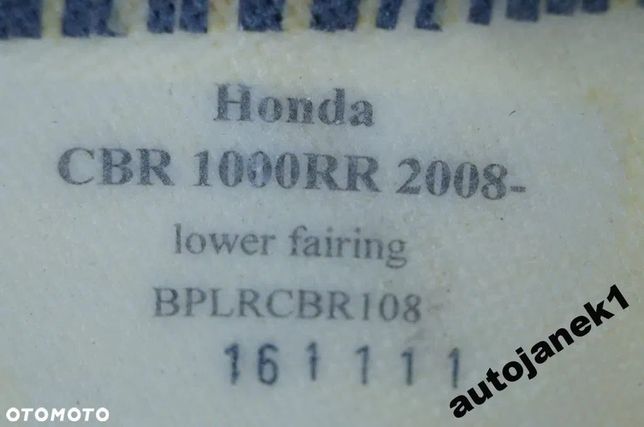 Honda
CBR 1000RR 2008-
lower fairing
BPLRCBR108
161111
autojanek1
OTOMOTO